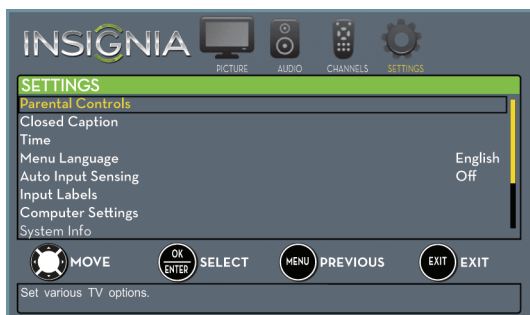 INSIGNIA
PICTURE AUDIO CHANNELS SETTINGS
SETTINGS
Parental Controls
Closed Caption
Time
Menu Language English
Auto Input Sensing Off
Input Labels
Computer Settings
System Info
MOVE OK ENTER SELECT MENU PREVIOUS EXIT EXIT
Set various TV options.